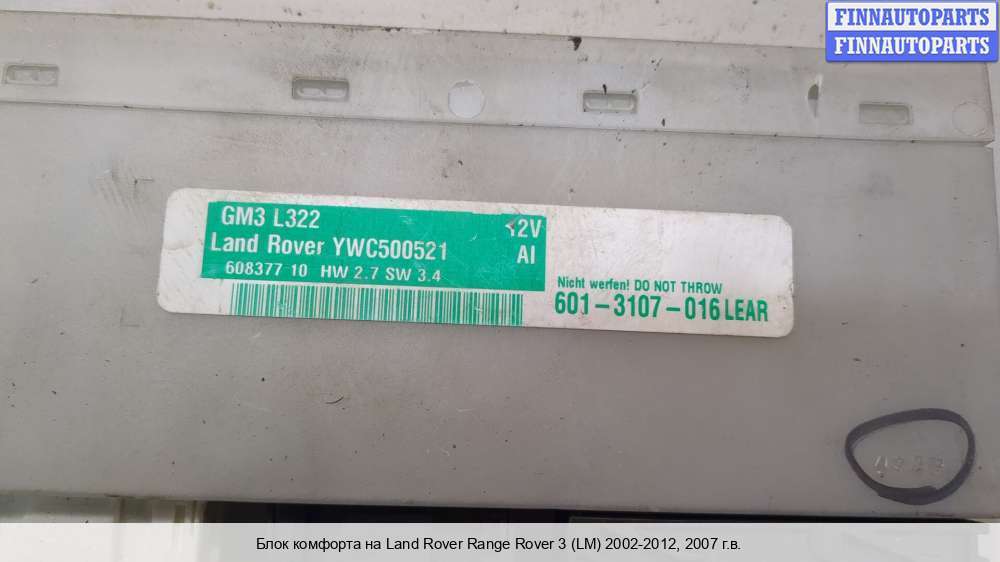 FINNAUTOPARTS
FINNAUTOPARTS
GM3 L322 12V
Land Rover YWC500521 AI
608377 10 HW 2.7 SW 3.4
Nicht werfen! DO NOT THROW
601-3107-016 LEAR
Блок комфорта на Land Rover Range Rover 3 (LM) 2002-2012, 2007 г.в.